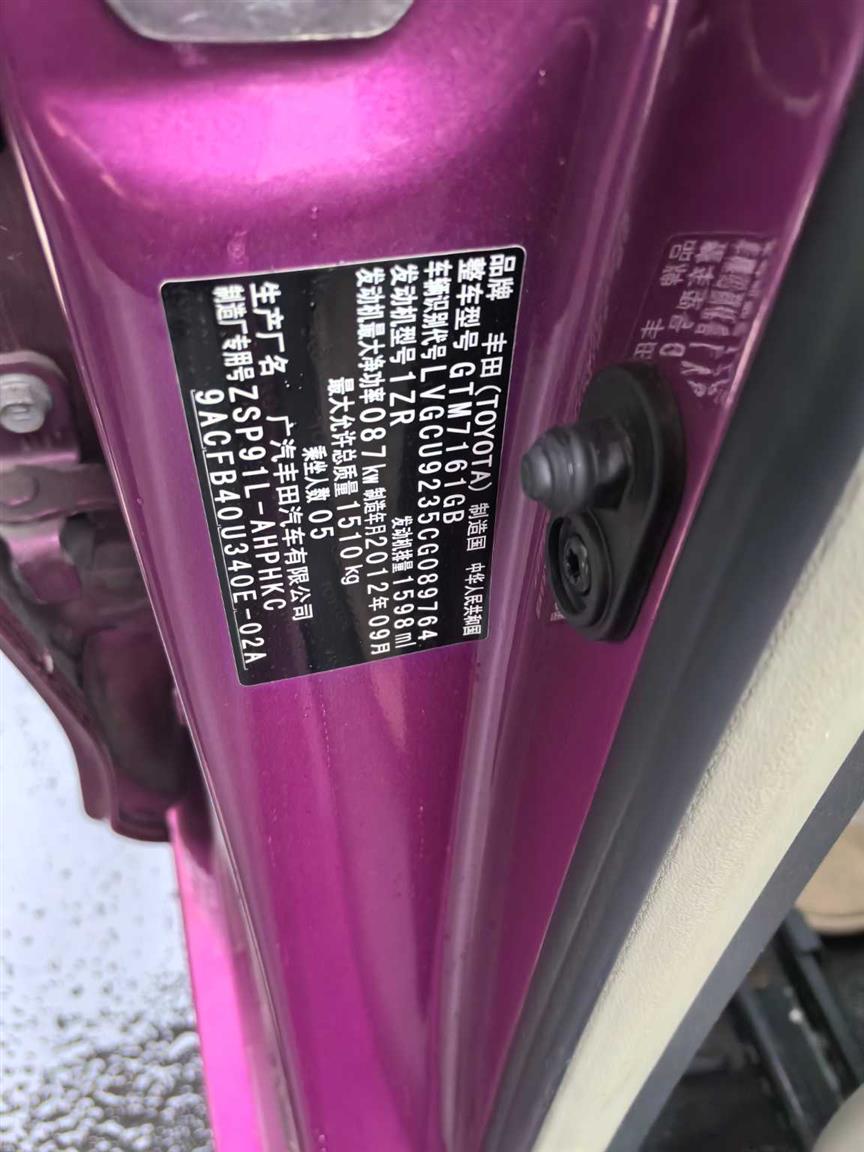 品牌 丰田(TOYOTA) 制造国 中华人民共和国
整车型号 GTM7161GB
车辆识别代号 LVGCU9235CG089764
发动机型号 1ZR 发动机排量 1598ml
发动机最大净功率 087kw 制造年月 2012年09月
最大允许总质量 1510kg
乘坐人数 05
生产厂名 广汽丰田汽车有限公司
制造厂专用号 ZSP91L-AHPHKC
9ACFB40U340E-02A
品牌 丰田